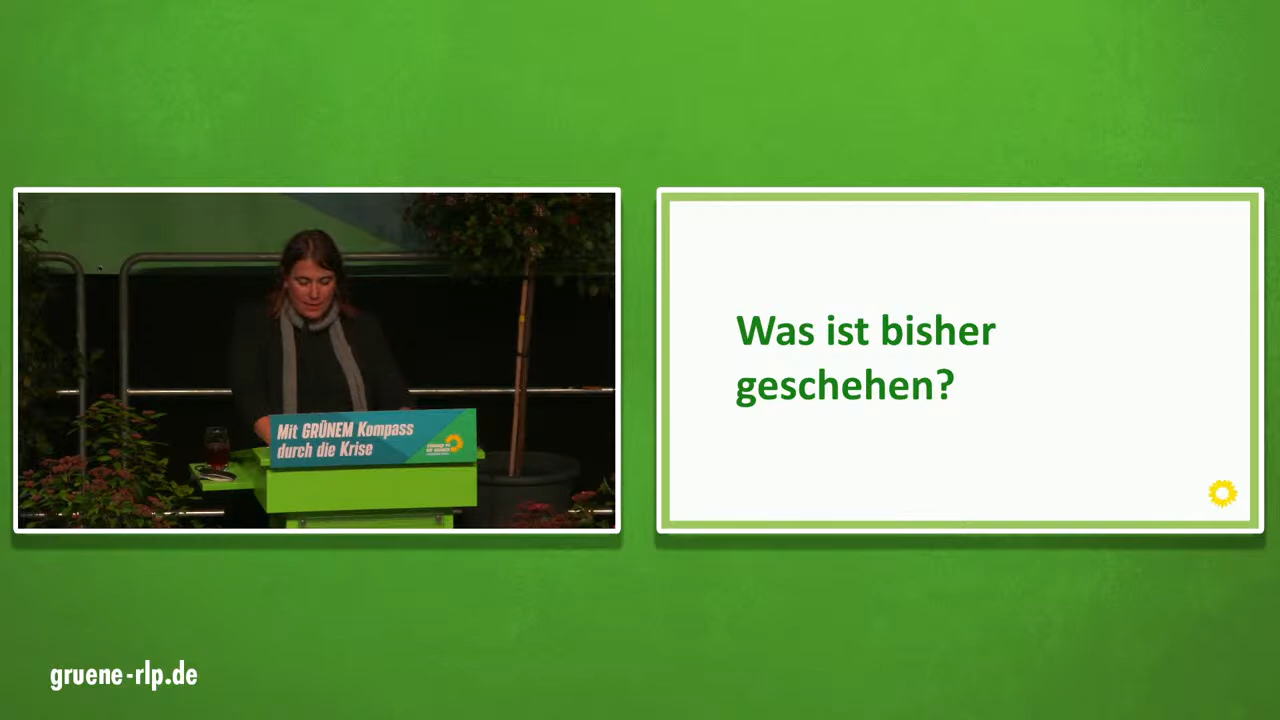 Was ist bisher
geschehen?
Mit GRÜNEM Kompass
durch die Krise
gruene-rlp.de